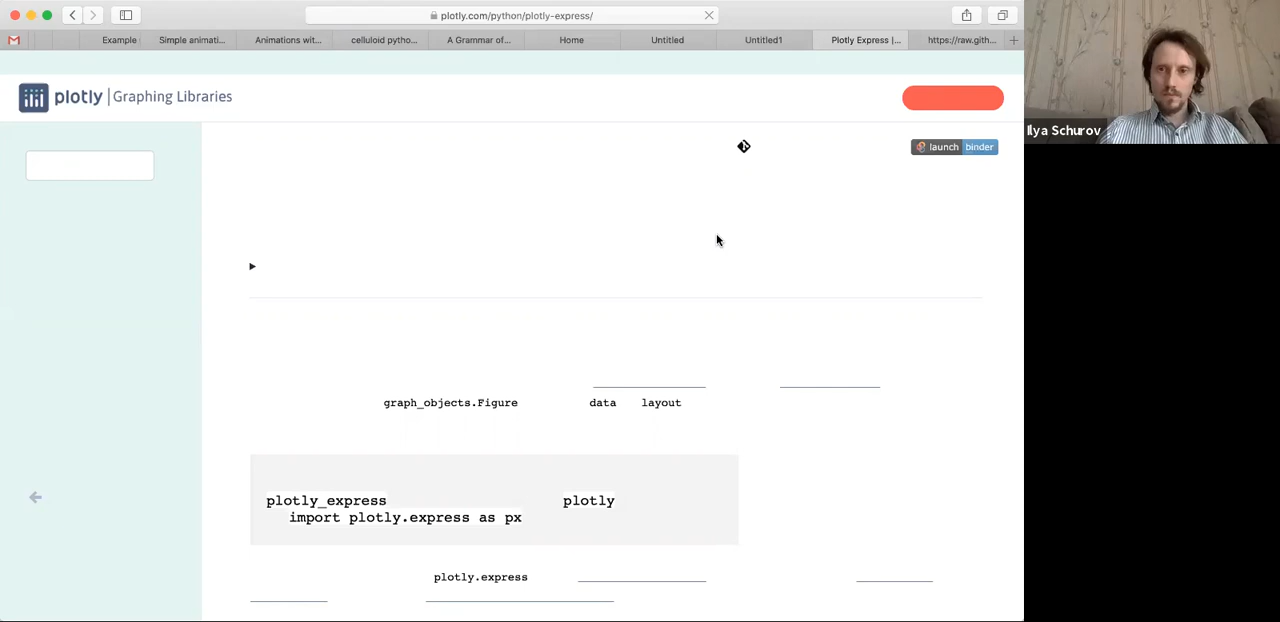 plotly.com/python/plotly-express/
Example
Simple animati...
Animations wit...
celluloid pytho...
A Grammar of...
Home
Untitled
Untitled1
Plotly Express |...
https://raw.gith...
plotly | Graphing Libraries
launch binder
Ilya Schurov
graph_objects.Figure data layout
plotly_express plotly
import plotly.express as px
plotly.express